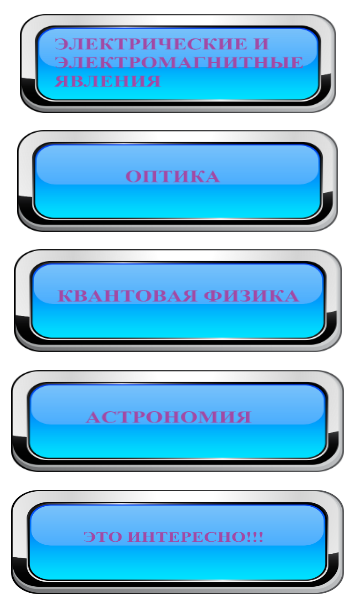 ЭЛЕКТРИЧЕСКИЕ И
ЭЛЕКТРОМАГНИТНЫЕ
ЯВЛЕНИЯ
ОПТИКА
КВАНТОВАЯ ФИЗИКА
АСТРОНОМИЯ
ЭТО ИНТЕРЕСНО!!!